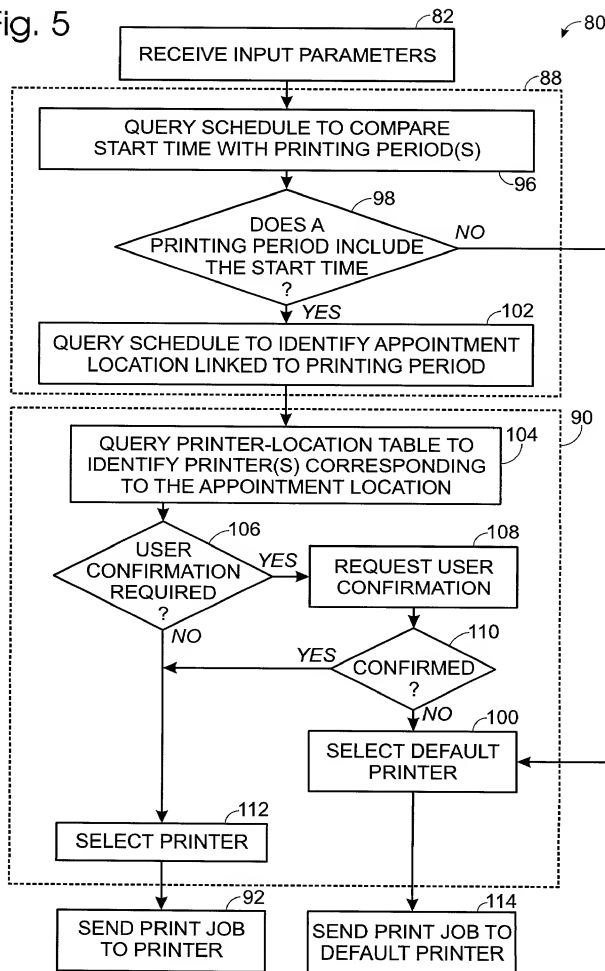 Fig. 5
82
80
RECEIVE INPUT PARAMETERS
88
QUERY SCHEDULE TO COMPARE
START TIME WITH PRINTING PERIOD(S)
96
98
DOES A
PRINTING PERIOD INCLUDE
THE START TIME
?
NO
YES
102
QUERY SCHEDULE TO IDENTIFY APPOINTMENT
LOCATION LINKED TO PRINTING PERIOD
90
QUERY PRINTER-LOCATION TABLE TO
IDENTIFY PRINTER(S) CORRESPONDING
TO THE APPOINTMENT LOCATION
104
106
USER
CONFIRMATION
REQUIRED
?
YES
NO
108
REQUEST USER
CONFIRMATION
110
CONFIRMED
?
YES
NO
100
SELECT DEFAULT
PRINTER
112
SELECT PRINTER
92
SEND PRINT JOB
TO PRINTER
114
SEND PRINT JOB TO
DEFAULT PRINTER